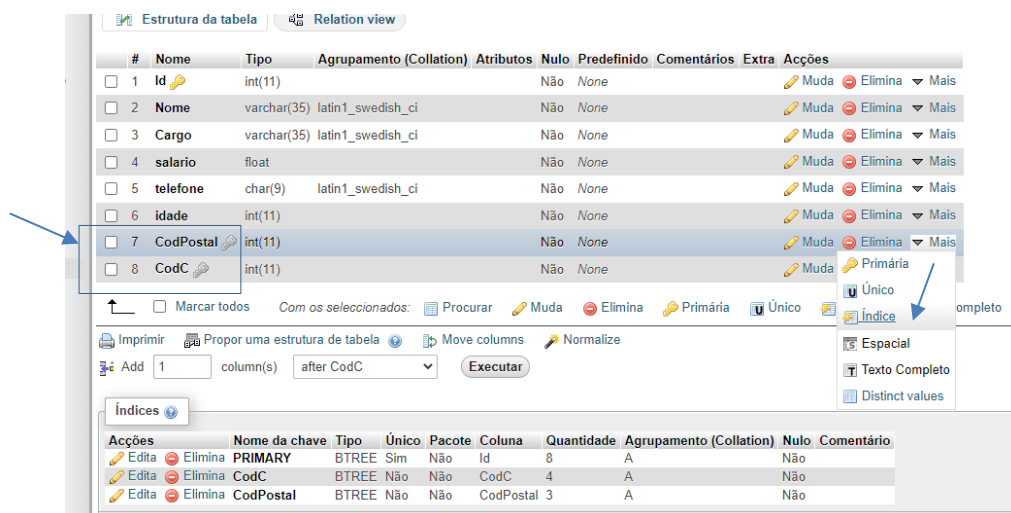 Estrutura da tabela Relation view
# Nome Tipo Agrupamento (Collation) Atributos Nulo Predefinido Comentários Extra Acções
1 Id int(11) Não None Muda Elimina Mais
2 Nome varchar(35) latin1_swedish_ci Não None Muda Elimina Mais
3 Cargo varchar(35) latin1_swedish_ci Não None Muda Elimina Mais
4 salario float Não None Muda Elimina Mais
5 telefone char(9) latin1_swedish_ci Não None Muda Elimina Mais
6 idade int(11) Não None Muda Elimina Mais
7 CodPostal int(11) Não None Muda Elimina Mais
8 CodC int(11) Não None Muda
Primária
Único
Índice
Espacial
Texto Completo
Distinct values
Marcar todos Com os seleccionados: Procurar Muda Elimina Primária Único ompleto
Imprimir Propor uma estrutura de tabela Move columns Normalize
Add 1 column(s) after CodC Executar
Índices
Acções Nome da chave Tipo Único Pacote Coluna Quantidade Agrupamento (Collation) Nulo Comentário
Edita Elimina PRIMARY BTREE Sim Não Id 8 A Não
Edita Elimina CodC BTREE Não Não CodC 4 A Não
Edita Elimina CodPostal BTREE Não Não CodPostal 3 A Não